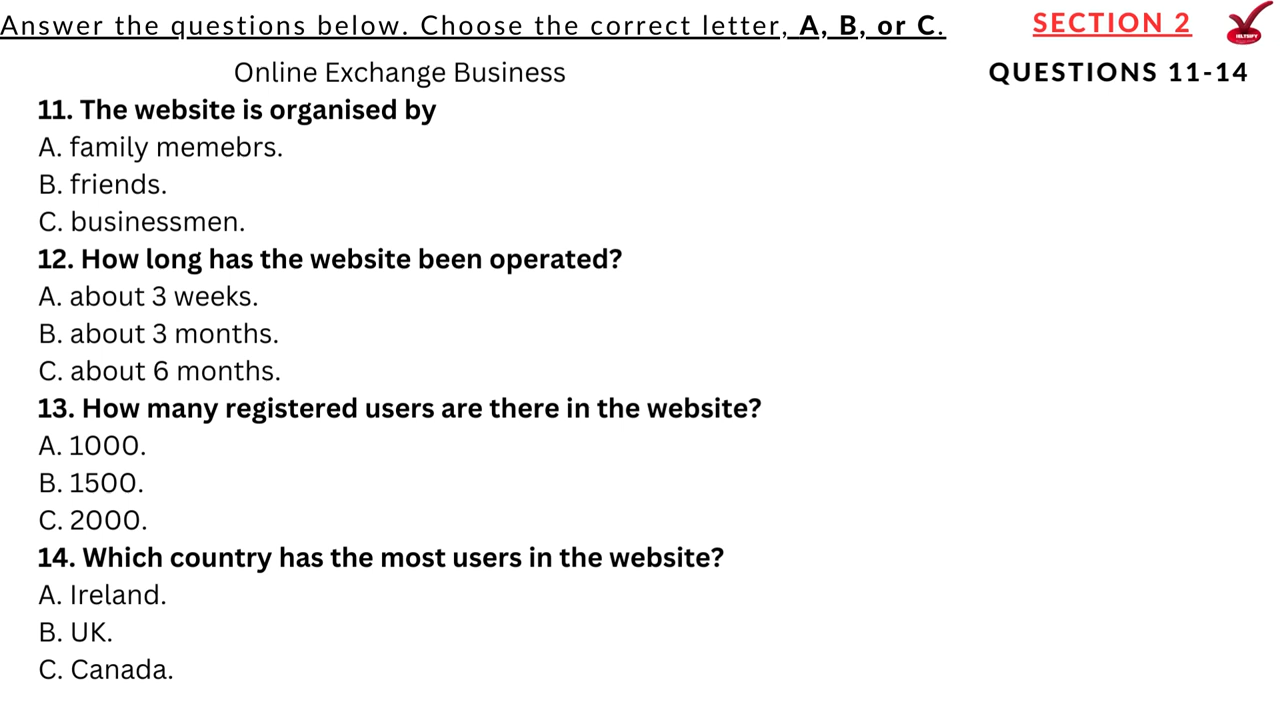 Answer the questions below. Choose the correct letter, A, B, or C.
SECTION 2
IELTSIFY
Online Exchange Business
QUESTIONS 11-14
11. The website is organised by
A. family memebrs.
B. friends.
C. businessmen.
12. How long has the website been operated?
A. about 3 weeks.
B. about 3 months.
C. about 6 months.
13. How many registered users are there in the website?
A. 1000.
B. 1500.
C. 2000.
14. Which country has the most users in the website?
A. Ireland.
B. UK.
C. Canada.